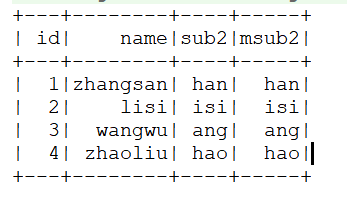 +---+--------+----+-----+
| id|    name|sub2|msub2|
+---+--------+----+-----+
|  1|zhangsan| han|  han|
|  2|    lisi| isi|  isi|
|  3|  wangwu| ang|  ang|
|  4| zhaoliu| hao|  hao|
+---+--------+----+-----+